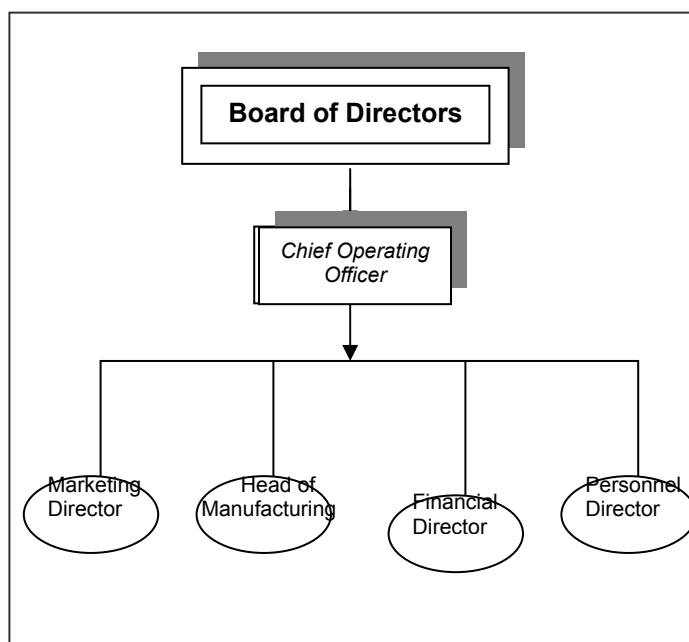 Board of Directors
Chief Operating
Officer
Marketing
Director
Head of
Manufacturing
Financial
Director
Personnel
Director